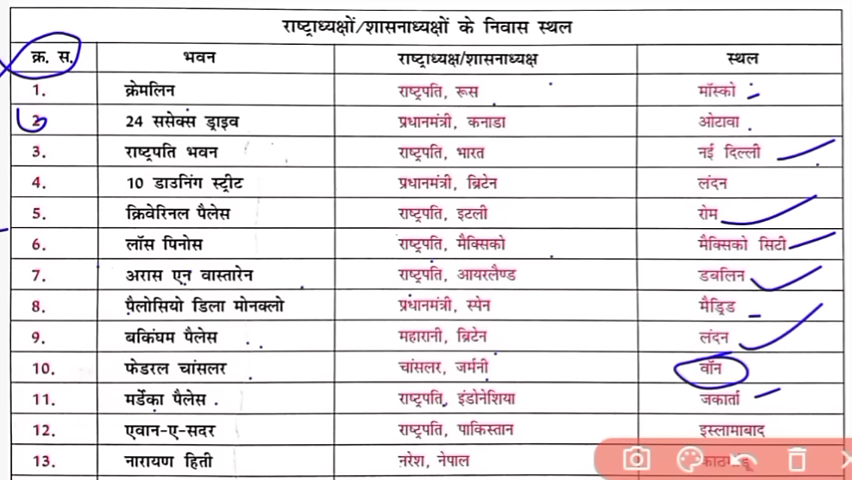 राष्ट्राध्यक्षों/शासनाध्यक्षों के निवास स्थल
क्र. स. भवन राष्ट्राध्यक्ष/शासनाध्यक्ष स्थल
1. क्रेमलिन राष्ट्रपति, रूस मॉस्को
2. 24 ससेक्स ड्राइव प्रधानमंत्री, कनाडा ओटावा
3. राष्ट्रपति भवन राष्ट्रपति, भारत नई दिल्ली
4. 10 डाउनिंग स्ट्रीट प्रधानमंत्री, ब्रिटेन लंदन
5. क्विेरिनल पैलेस राष्ट्रपति, इटली रोम
6. लॉस पिनोस राष्ट्रपति, मैक्सिको मैक्सिको सिटी
7. अरास एन वास्तारेन राष्ट्रपति, आयरलैण्ड डबलिन
8. पैलोसियो डिला मोनक्लो प्रधानमंत्री, स्पेन मैड्रिड
9. बकिंघम पैलेस महारानी, ब्रिटेन लंदन
10. फेडरल चांसलर चांसलर, जर्मनी वॉन
11. मर्डेका पैलेस राष्ट्रपति, इंडोनेशिया जकार्ता
12. एवान-ए-सदर राष्ट्रपति, पाकिस्तान इस्लामाबाद
13. नारायण हिती नरेश, नेपाल